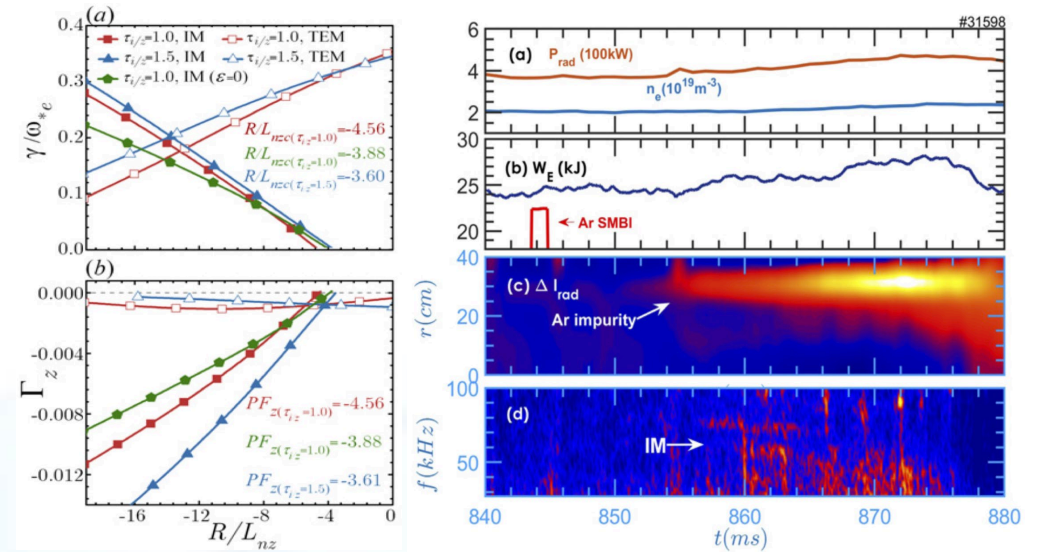 (a)
τi/z=1.0, IM
τi/z=1.0, TEM
τi/z=1.5, IM
τi/z=1.5, TEM
τi/z=1.0, IM (ε=0)
R/Lnzc(τi/z=1.0)=-4.56
R/Lnzc(τi/z=1.0)=-3.88
R/Lnzc(τi/z=1.5)=-3.60
0.4
0.3
0.2
0.1
0.0
γ/ω*e
(b)
0.000
-0.004
-0.008
-0.012
Γz
PFz(τi/z=1.0)=-4.56
PFz(τi/z=1.0)=-3.88
PFz(τi/z=1.5)=-3.61
-16 -12 -8 -4 0
R/Lnz
#31598
(a)
Prad (100kW)
ne(10¹⁹m⁻³)
6
4
2
30
(b) WE (kJ)
25
20
Ar SMBI
40
(c) Δ Irad
Ar impurity
20
0
r(cm)
100
(d)
IM
50
f(kHz)
840 850 860 870 880
t(ms)